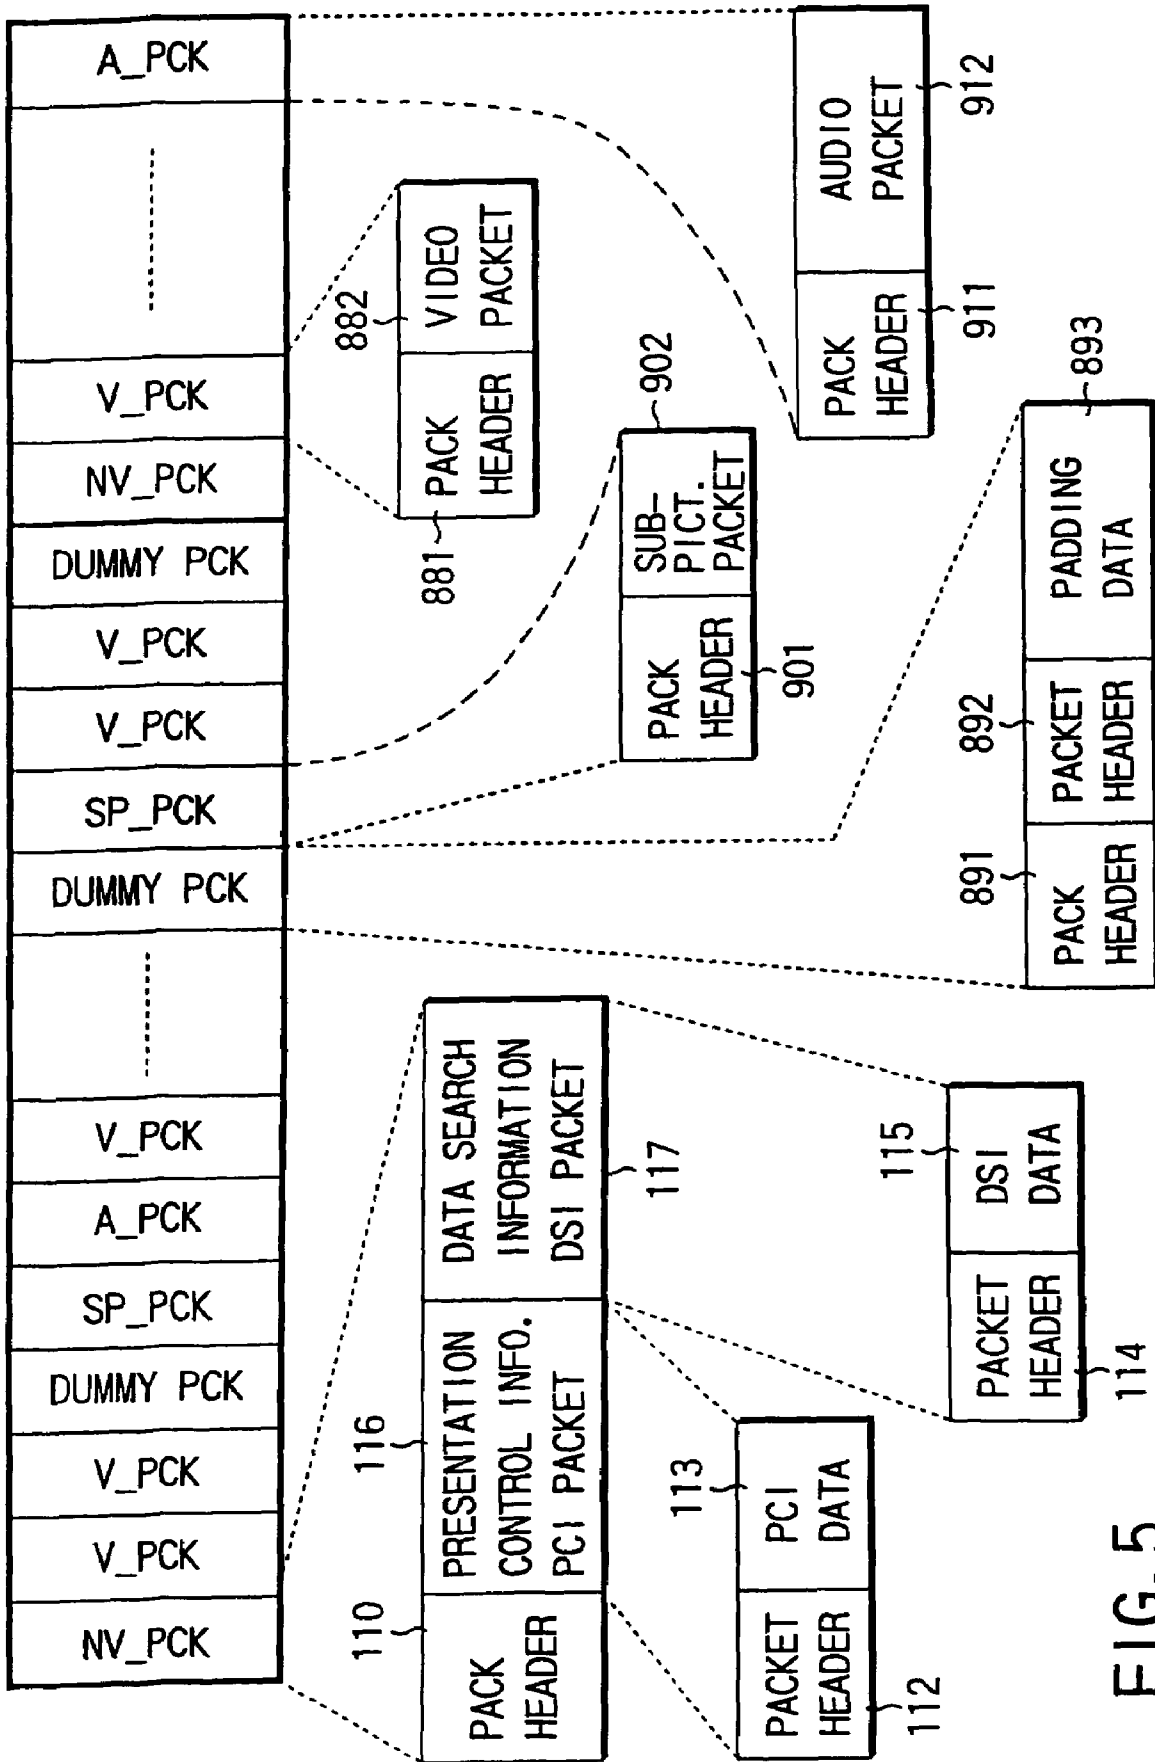 NV_PCK
V_PCK
V_PCK
DUMMY PCK
SP_PCK
A_PCK
V_PCK
DUMMY PCK
SP_PCK
V_PCK
V_PCK
DUMMY PCK
NV_PCK
V_PCK
A_PCK
110
116
PACK
HEADER
PRESENTATION
CONTROL INFO.
PCI PACKET
DATA SEARCH
INFORMATION
DSI PACKET
117
881
882
PACK
HEADER
VIDEO
PACKET
PACK
HEADER
SUB-
PICT.
PACKET
901
902
113
PACKET
HEADER
PCI
DATA
112
PACK
HEADER
AUDIO
PACKET
911
912
115
PACKET
HEADER
DSI
DATA
114
891
892
PACK
HEADER
PACKET
HEADER
PADDING
DATA
893
FIG. 5